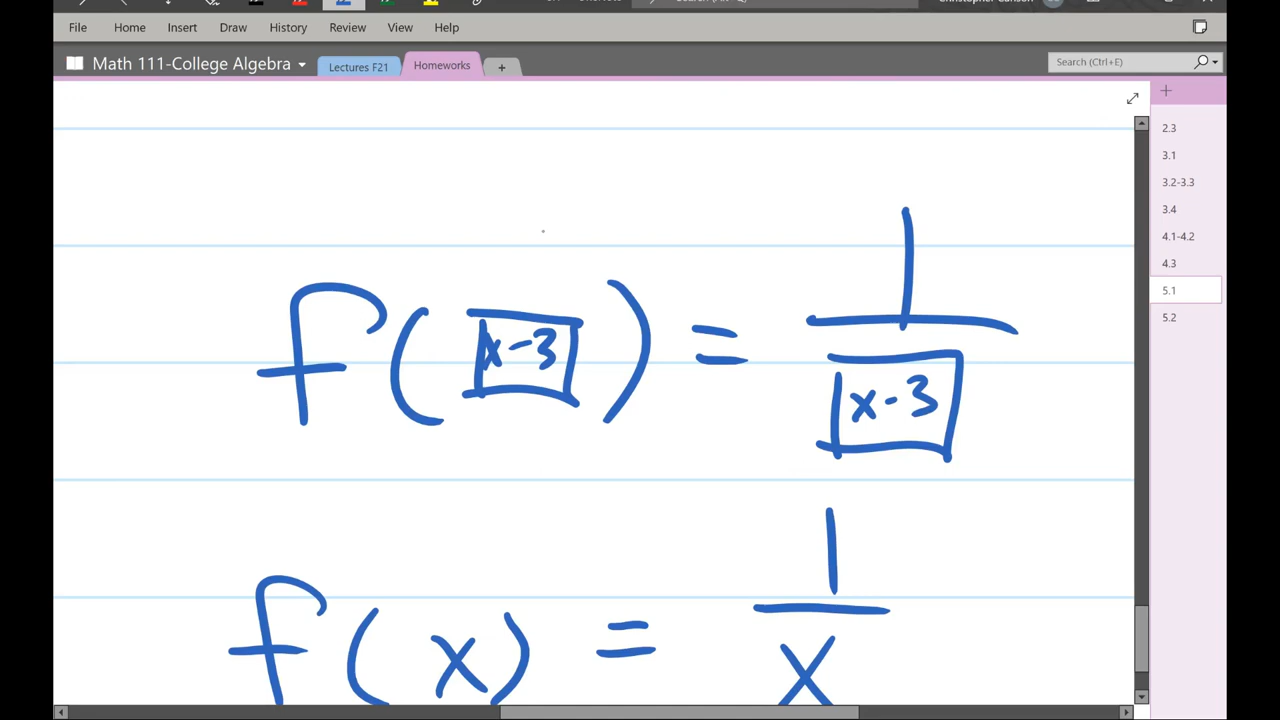 File Home Insert Draw History Review View Help
Math 111-College Algebra Lectures F21 Homeworks + Search (Ctrl+E)
+
2.3
3.1
3.2-3.3
3.4
4.1-4.2
4.3
5.1
5.2
f(x-3) = 1/x-3
f(x) = 1/x